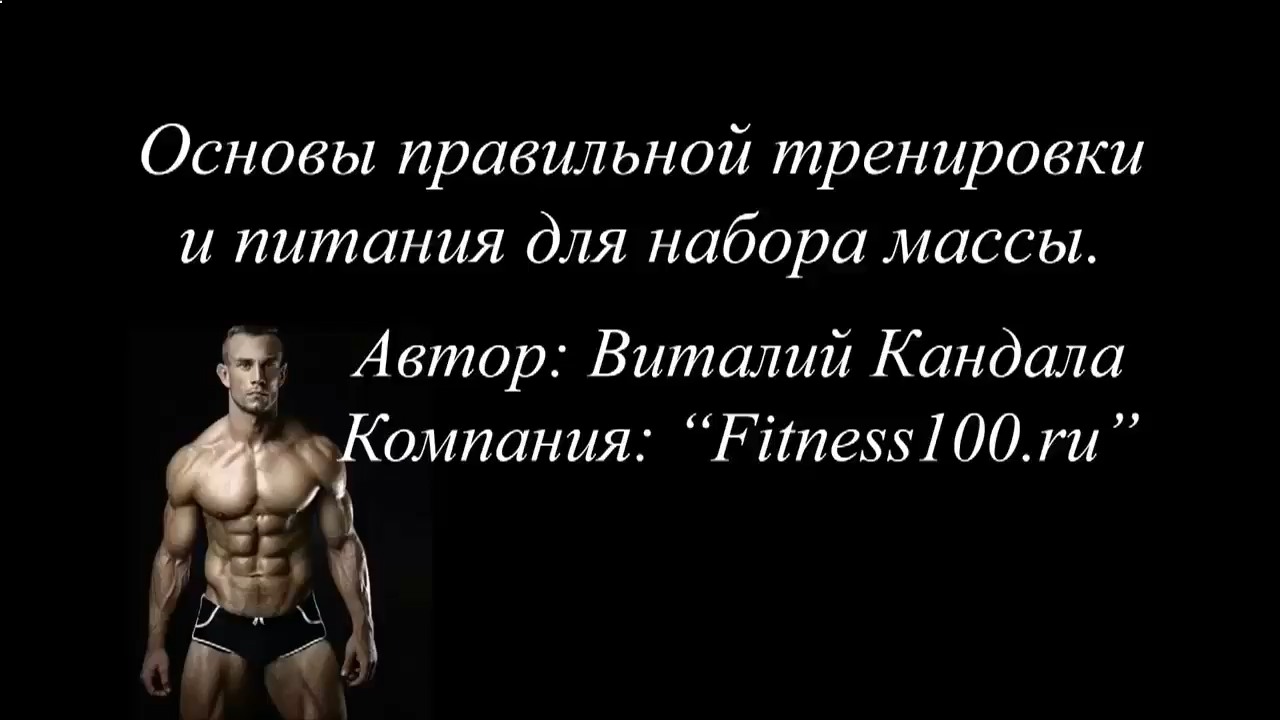 Основы правильной тренировки
и питания для набора массы.
Автор: Виталий Кандала
Компания: “Fitness100.ru”